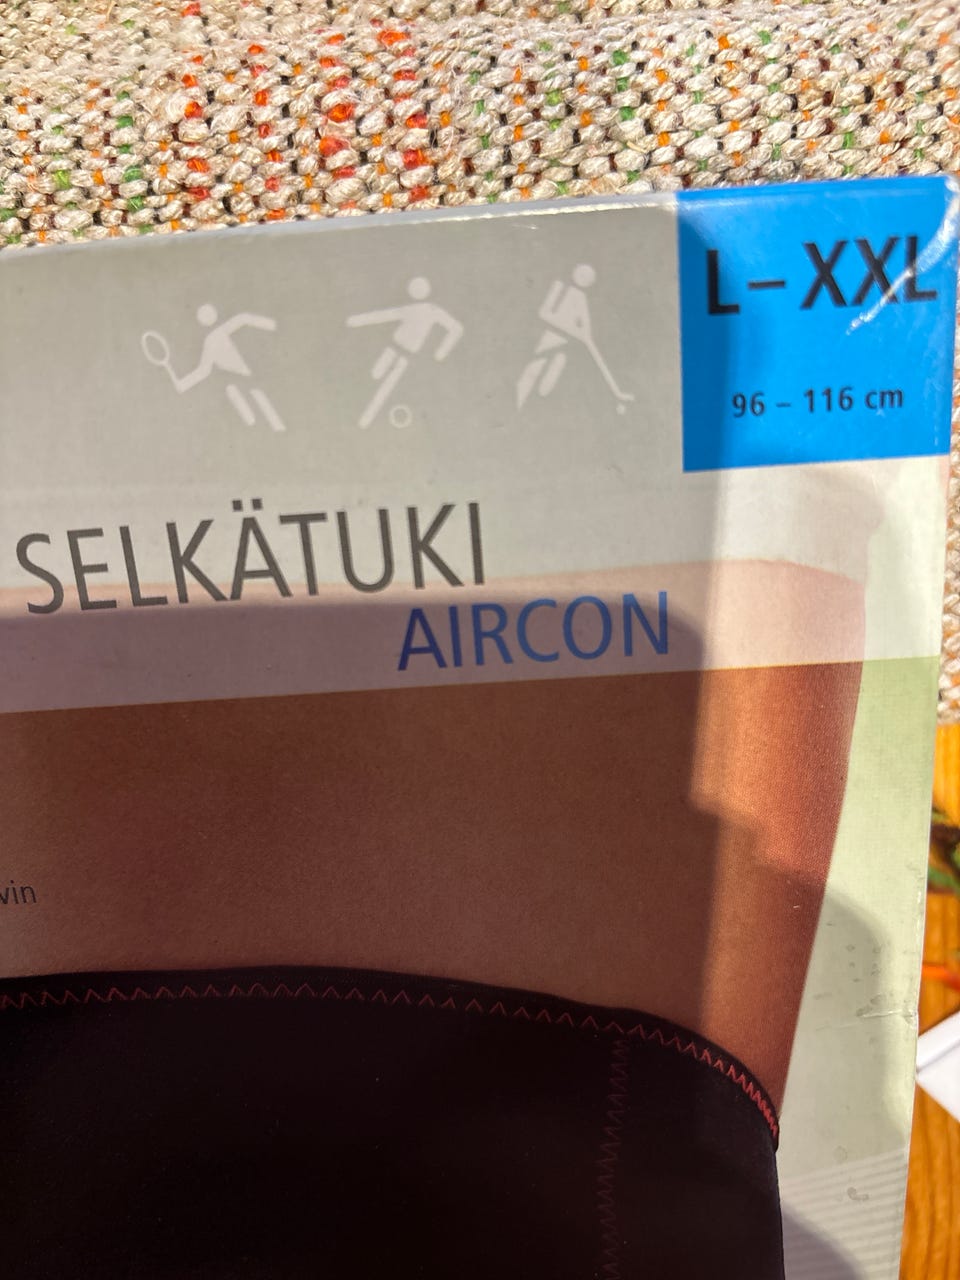 L – XXL
96 – 116 cm
SELKÄTUKI
AIRCON